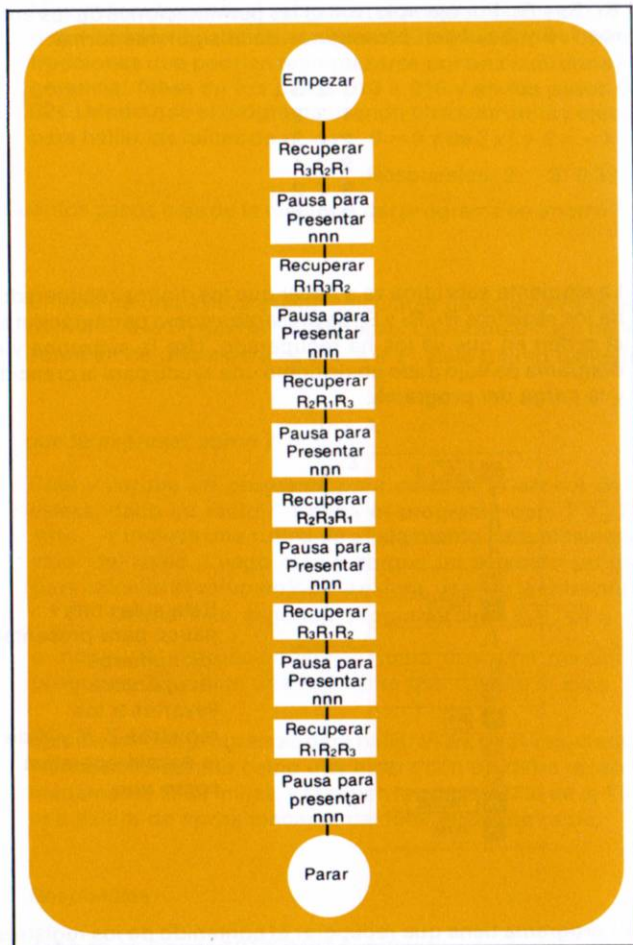 Empezar
Recuperar
R₃R₂R₁
Pausa para
Presentar
nnn
Recuperar
R₁R₃R₂
Pausa para
Presentar
nnn
Recuperar
R₂R₁R₃
Pausa para
Presentar
nnn
Recuperar
R₂R₃R₁
Pausa para
Presentar
nnn
Recuperar
R₃R₁R₂
Pausa para
Presentar
nnn
Recuperar
R₁R₂R₃
Pausa para
presentar
nnn
Parar